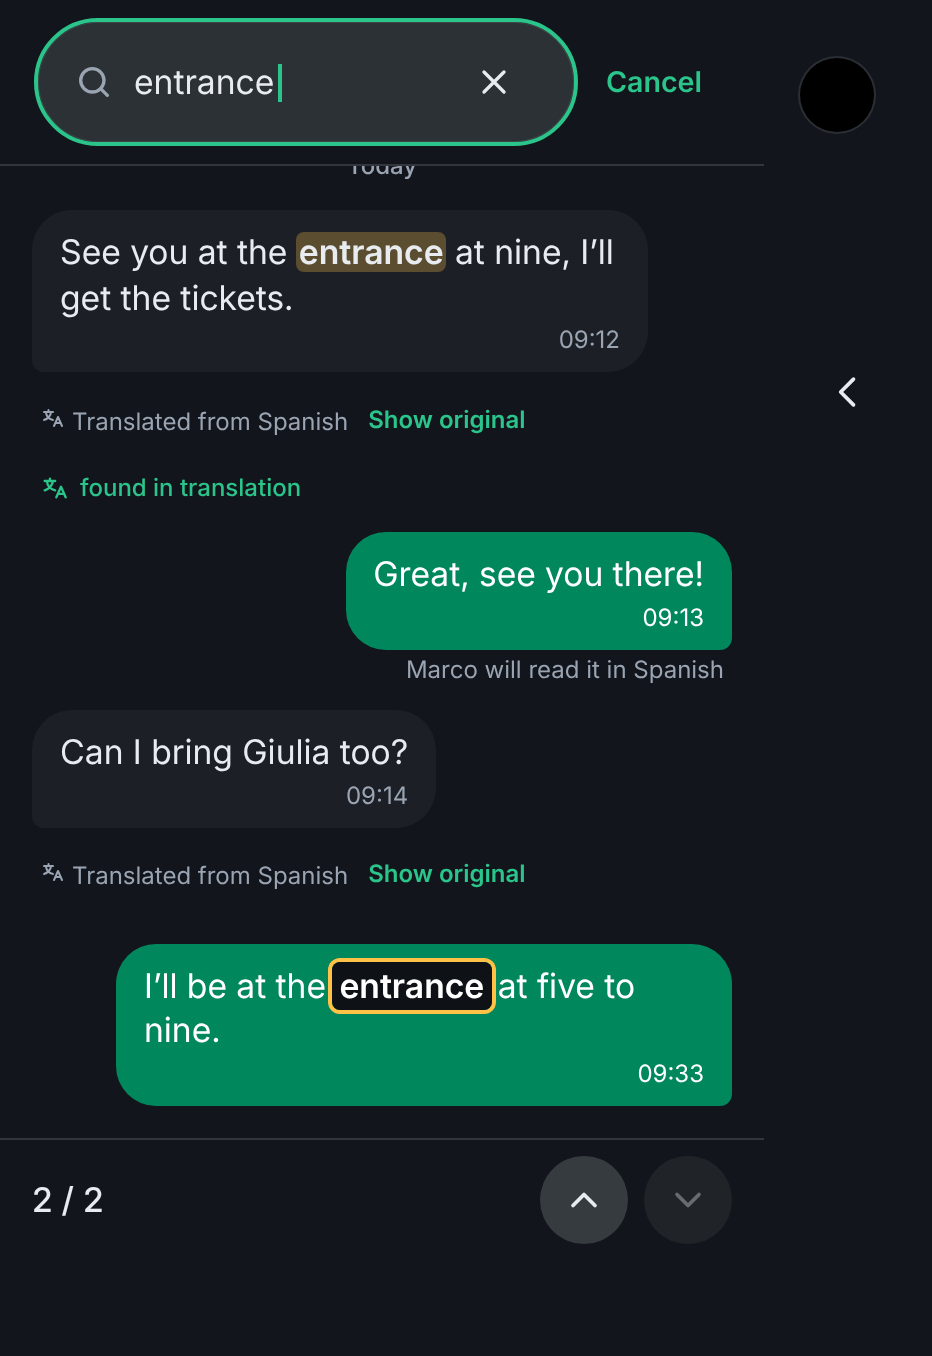 entrance
Cancel
Today
See you at the entrance at nine, I’ll
get the tickets.
09:12
Translated from Spanish Show original
found in translation
Great, see you there!
09:13
Marco will read it in Spanish
Can I bring Giulia too?
09:14
Translated from Spanish Show original
I’ll be at the entrance at five to
nine.
09:33
2 / 2